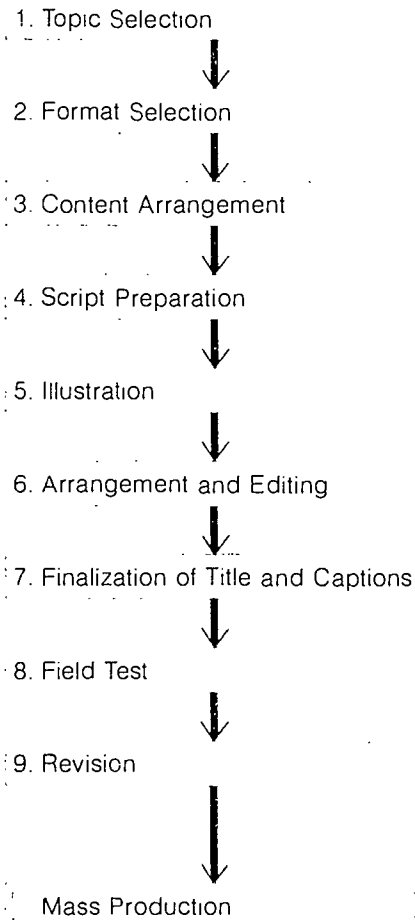 1. Topic Selection
2. Format Selection
3. Content Arrangement
4. Script Preparation
5. Illustration
6. Arrangement and Editing
7. Finalization of Title and Captions
8. Field Test
9. Revision
Mass Production